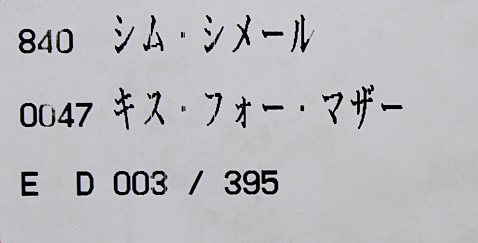 840 シム・シメール
0047 キス・フォー・マザー
E D 003 / 395